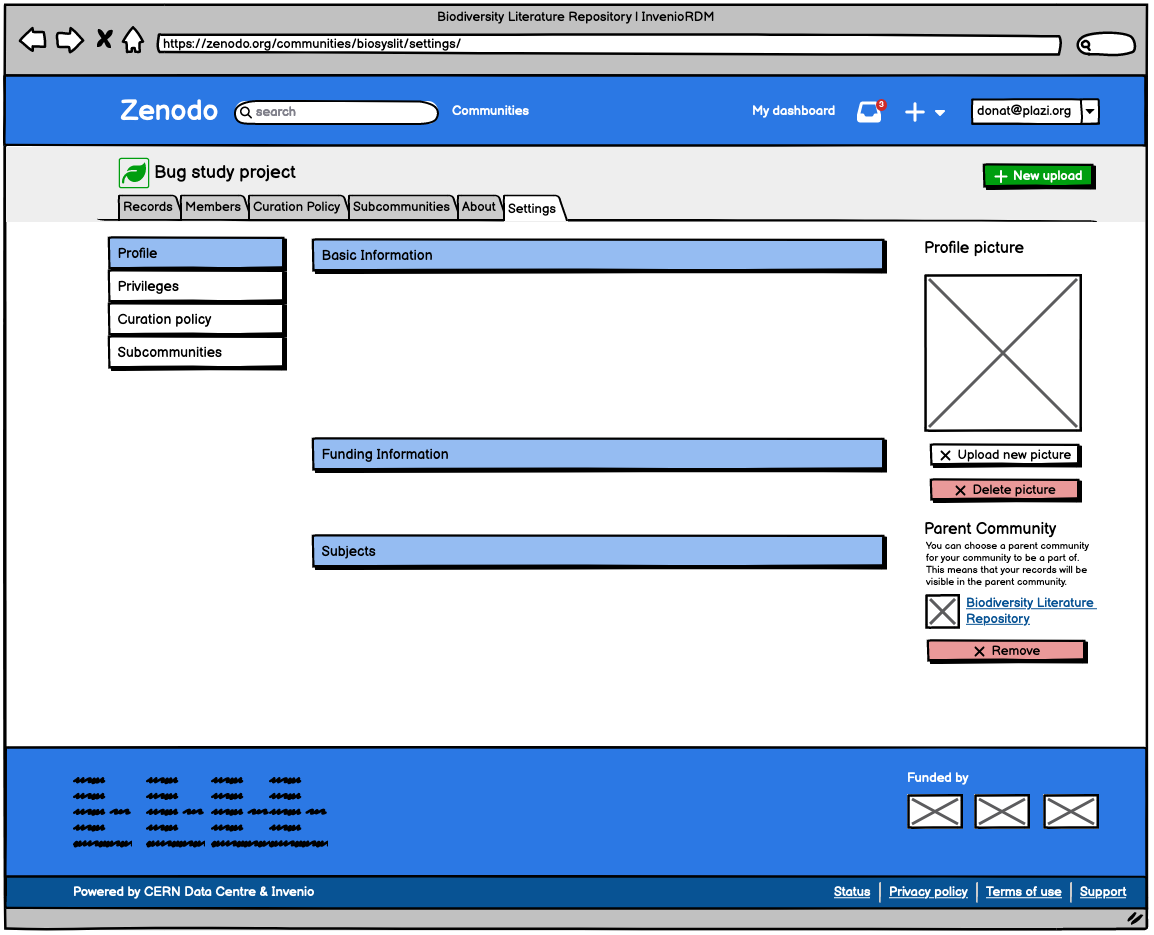 Biodiversity Literature Repository | InvenioRDM
https://zenodo.org/communities/biosyslit/settings/
Zenodo
search
Communities
My dashboard
3
donat@plazi.org
Bug study project
New upload
Records
Members
Curation Policy
Subcommunities
About
Settings
Profile
Privileges
Curation policy
Subcommunities
Basic Information
Funding Information
Subjects
Profile picture
Upload new picture
Delete picture
Parent Community
You can choose a parent community
for your community to be a part of.
This means that your records will be
visible in the parent community.
Biodiversity Literature
Repository
Remove
Funded by
Powered by CERN Data Centre & Invenio
Status
Privacy policy
Terms of use
Support